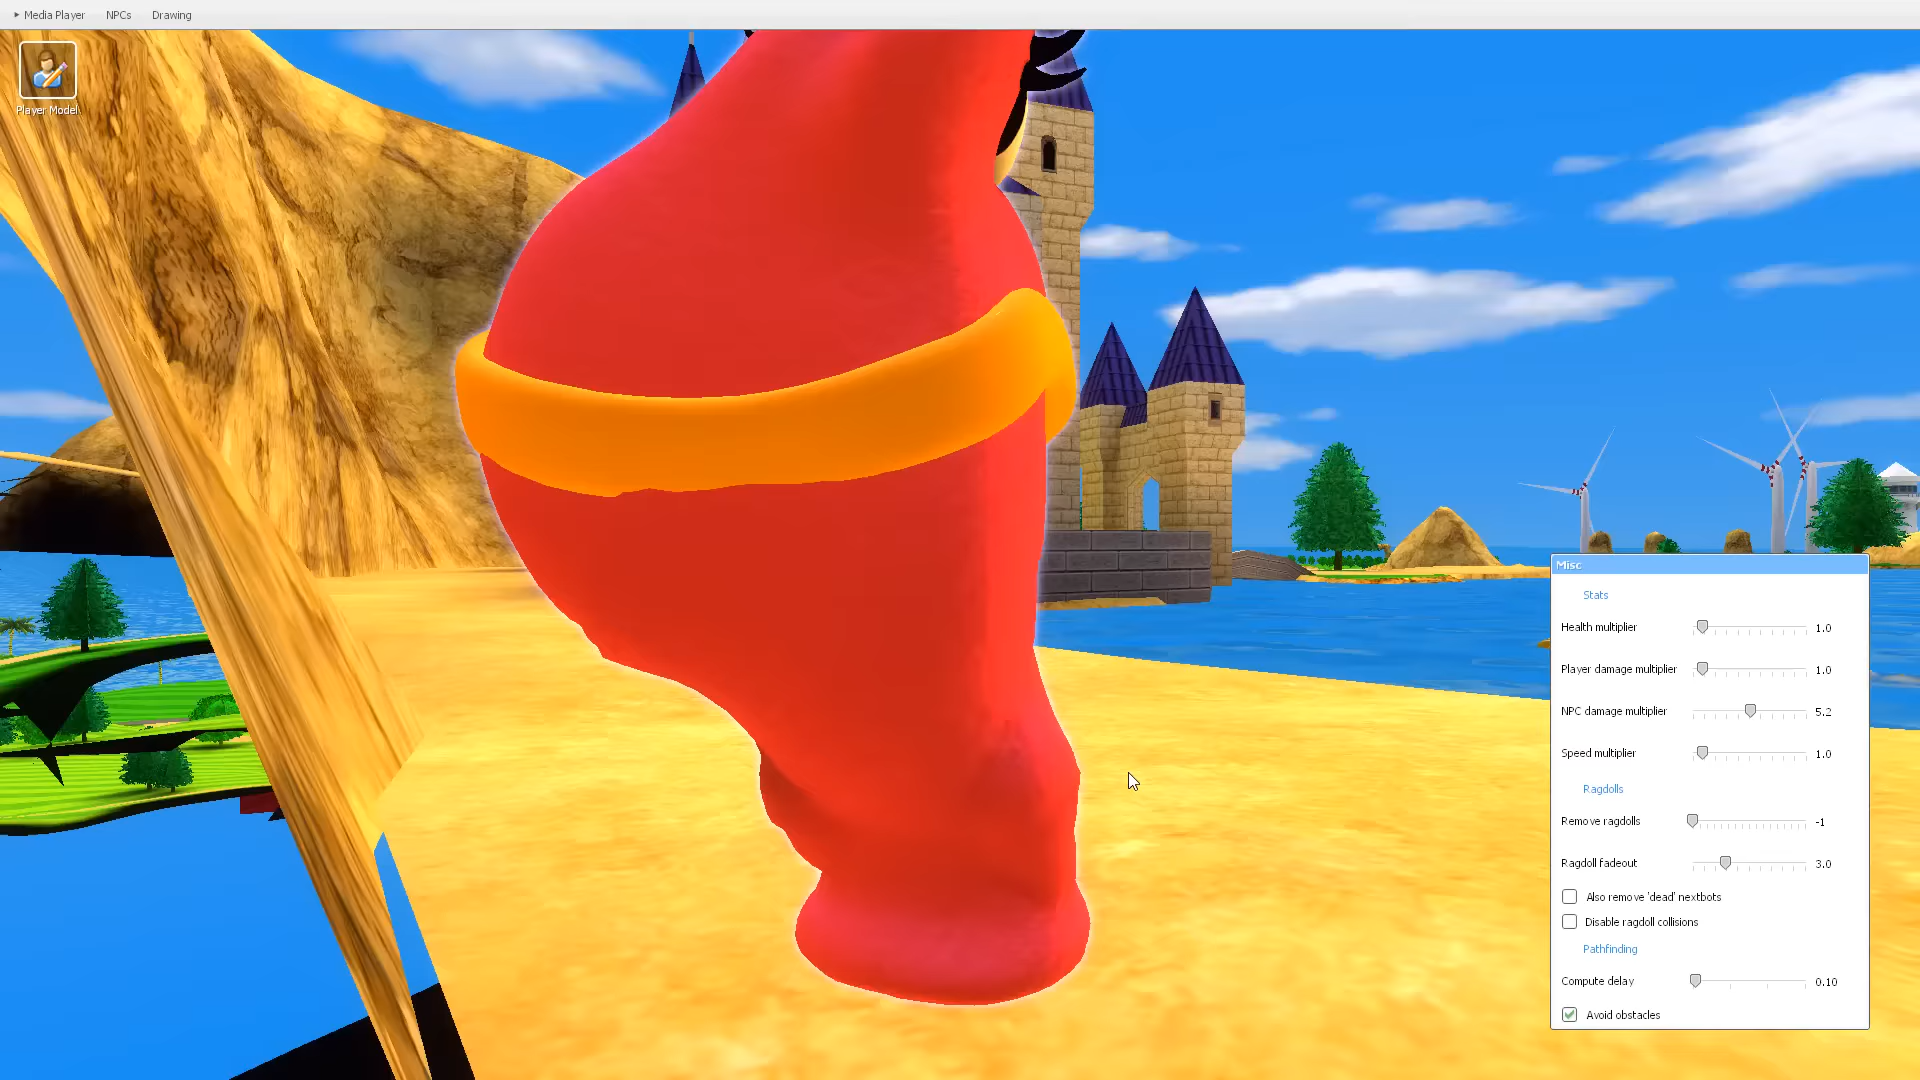 Media Player NPCs Drawing
Player Model
Misc
Stats
Health multiplier 1.0
Player damage multiplier 1.0
NPC damage multiplier 5.2
Speed multiplier 1.0
Ragdolls
Remove ragdolls -1
Ragdoll fadeout 3.0
Also remove 'dead' nextbots
Disable ragdoll collisions
Pathfinding
Compute delay 0.10
Avoid obstacles